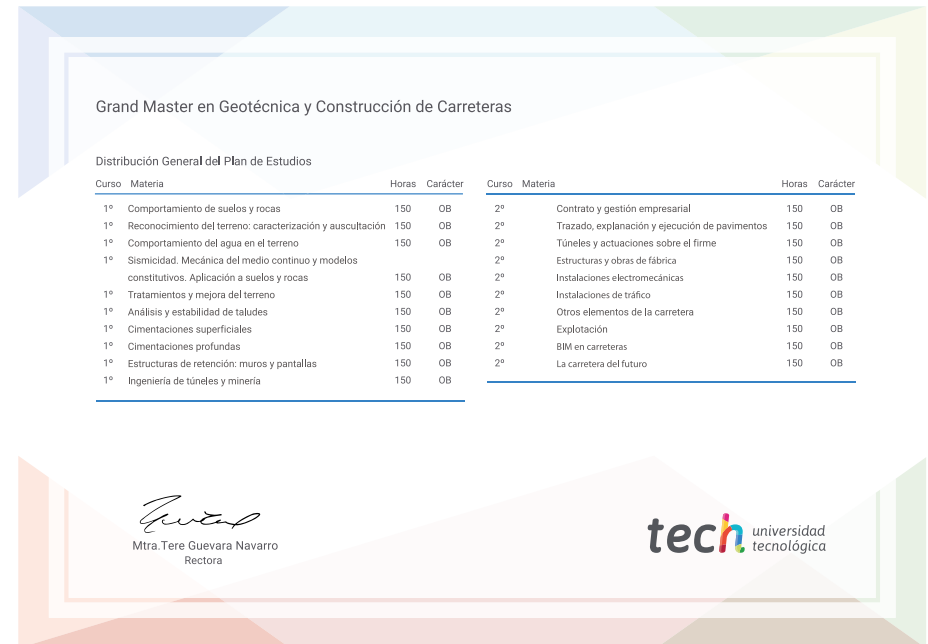 Grand Master en Geotécnica y Construcción de Carreteras
Distribución General del Plan de Estudios
Curso Materia Horas Carácter
1º Comportamiento de suelos y rocas 150 OB
1º Reconocimiento del terreno: caracterización y auscultación 150 OB
1º Comportamiento del agua en el terreno 150 OB
1º Sismicidad. Mecánica del medio continuo y modelos
constitutivos. Aplicación a suelos y rocas 150 OB
1º Tratamientos y mejora del terreno 150 OB
1º Análisis y estabilidad de taludes 150 OB
1º Cimentaciones superficiales 150 OB
1º Cimentaciones profundas 150 OB
1º Estructuras de retención: muros y pantallas 150 OB
1º Ingeniería de túneles y minería 150 OB
Curso Materia Horas Carácter
2º Contrato y gestión empresarial 150 OB
2º Trazado, explanación y ejecución de pavimentos 150 OB
2º Túneles y actuaciones sobre el firme 150 OB
2º Estructuras y obras de fábrica 150 OB
2º Instalaciones electromecánicas 150 OB
2º Instalaciones de tráfico 150 OB
2º Otros elementos de la carretera 150 OB
2º Explotación 150 OB
2º BIM en carreteras 150 OB
2º La carretera del futuro 150 OB
Mtra.Tere Guevara Navarro
Rectora
tech universidad
tecnológica